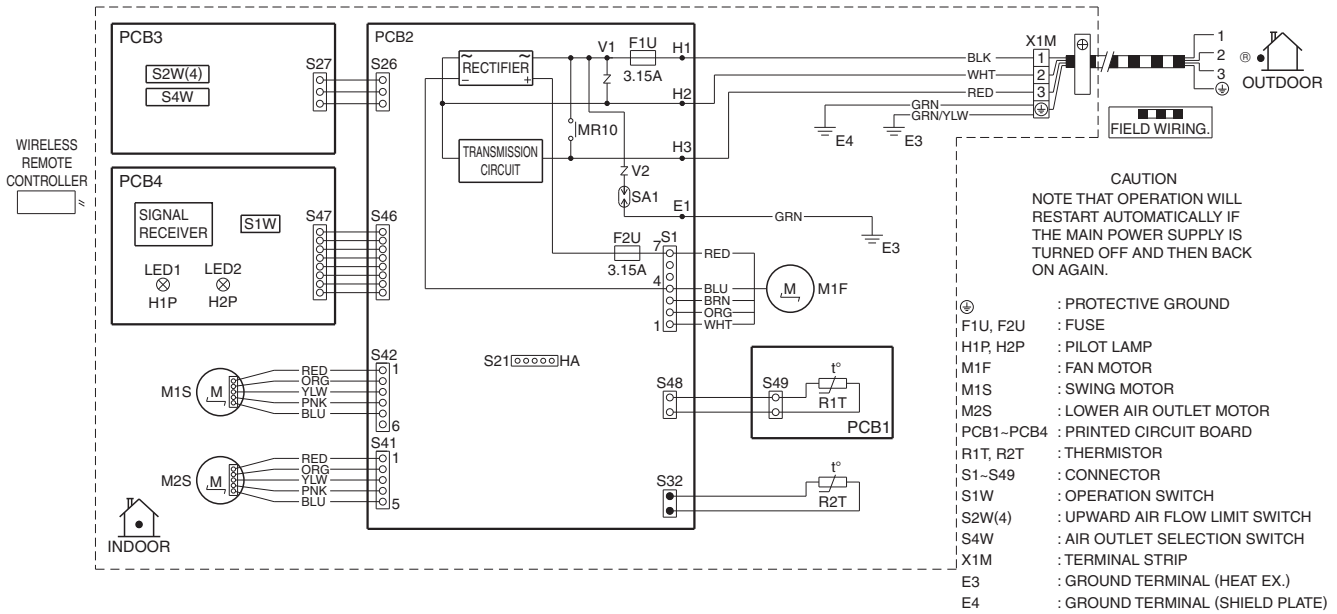 PCB3
S2W(4)
S4W
S27
PCB2
S26
~
~
RECTIFIER
−
+
V1
F1U
3.15A
H1
H2
MR10
TRANSMISSION
CIRCUIT
H3
Z V2
SA1
E1
GRN
E3
BLK
WHT
RED
GRN
GRN/YLW
E4
E3
X1M
1
2
3
1
2
3
®
OUTDOOR
FIELD WIRING.
WIRELESS
REMOTE
CONTROLLER
PCB4
SIGNAL
RECEIVER
S1W
LED1
LED2
H1P
H2P
S47
S46
F2U
3.15A
7
S1
4
1
RED
BLU
BRN
ORG
WHT
M
M1F
S21
HA
M1S
M
RED
ORG
YLW
PNK
BLU
S42
1
6
M2S
M
RED
ORG
YLW
PNK
BLU
S41
1
5
INDOOR
S48
S49
t°
R1T
PCB1
S32
t°
R2T
CAUTION
NOTE THAT OPERATION WILL
RESTART AUTOMATICALLY IF
THE MAIN POWER SUPPLY IS
TURNED OFF AND THEN BACK
ON AGAIN.
: PROTECTIVE GROUND
F1U, F2U : FUSE
H1P, H2P : PILOT LAMP
M1F : FAN MOTOR
M1S : SWING MOTOR
M2S : LOWER AIR OUTLET MOTOR
PCB1~PCB4 : PRINTED CIRCUIT BOARD
R1T, R2T : THERMISTOR
S1~S49 : CONNECTOR
S1W : OPERATION SWITCH
S2W(4) : UPWARD AIR FLOW LIMIT SWITCH
S4W : AIR OUTLET SELECTION SWITCH
X1M : TERMINAL STRIP
E3 : GROUND TERMINAL (HEAT EX.)
E4 : GROUND TERMINAL (SHIELD PLATE)